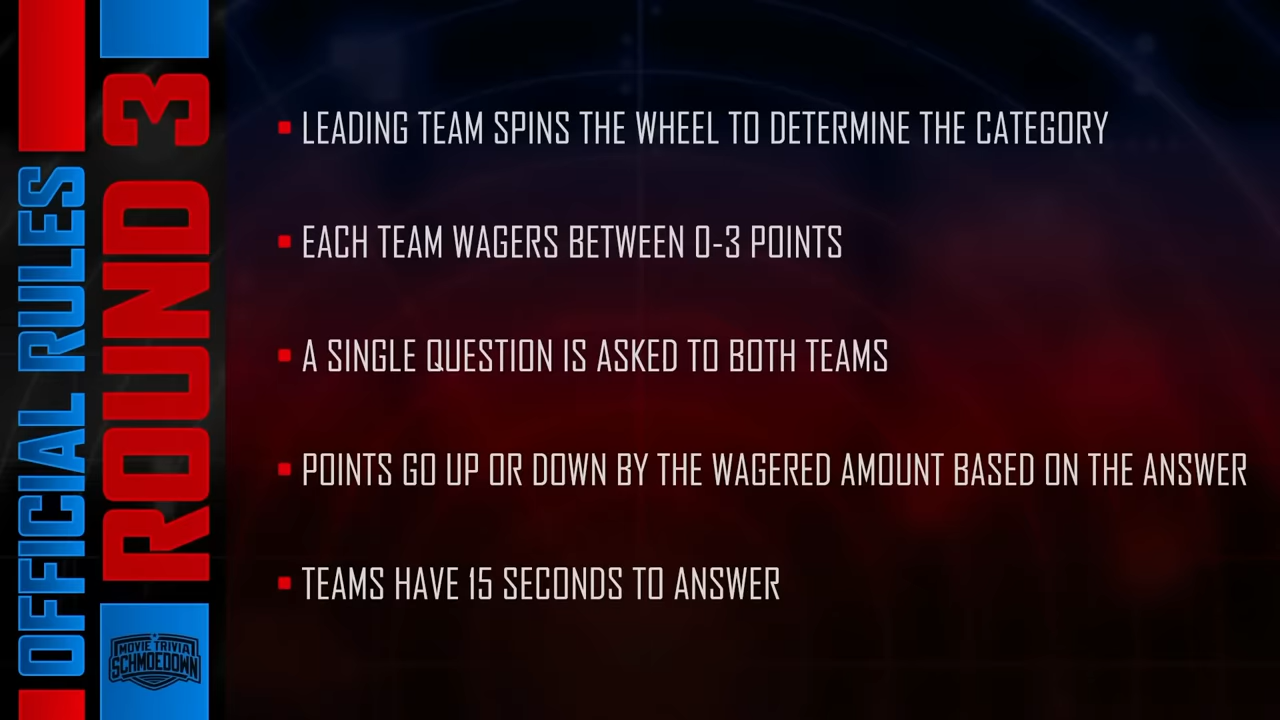 OFFICIAL RULES
ROUND 3
LEADING TEAM SPINS THE WHEEL TO DETERMINE THE CATEGORY
EACH TEAM WAGERS BETWEEN 0-3 POINTS
A SINGLE QUESTION IS ASKED TO BOTH TEAMS
POINTS GO UP OR DOWN BY THE WAGERED AMOUNT BASED ON THE ANSWER
TEAMS HAVE 15 SECONDS TO ANSWER
MOVIE TRIVIA
SCHMOEDOWN